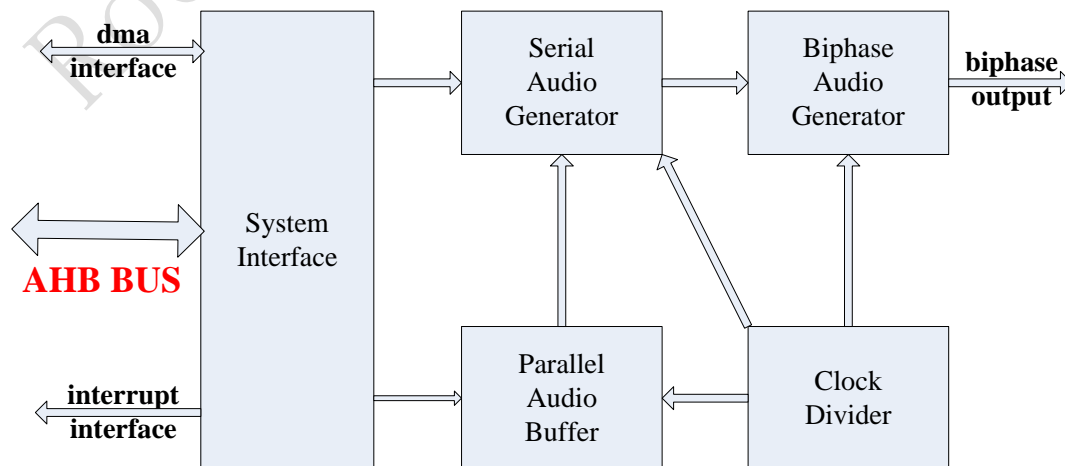 dma
interface
Serial
Audio
Generator
Biphase
Audio
Generator
biphase
output
System
Interface
AHB BUS
interrupt
interface
Parallel
Audio
Buffer
Clock
Divider